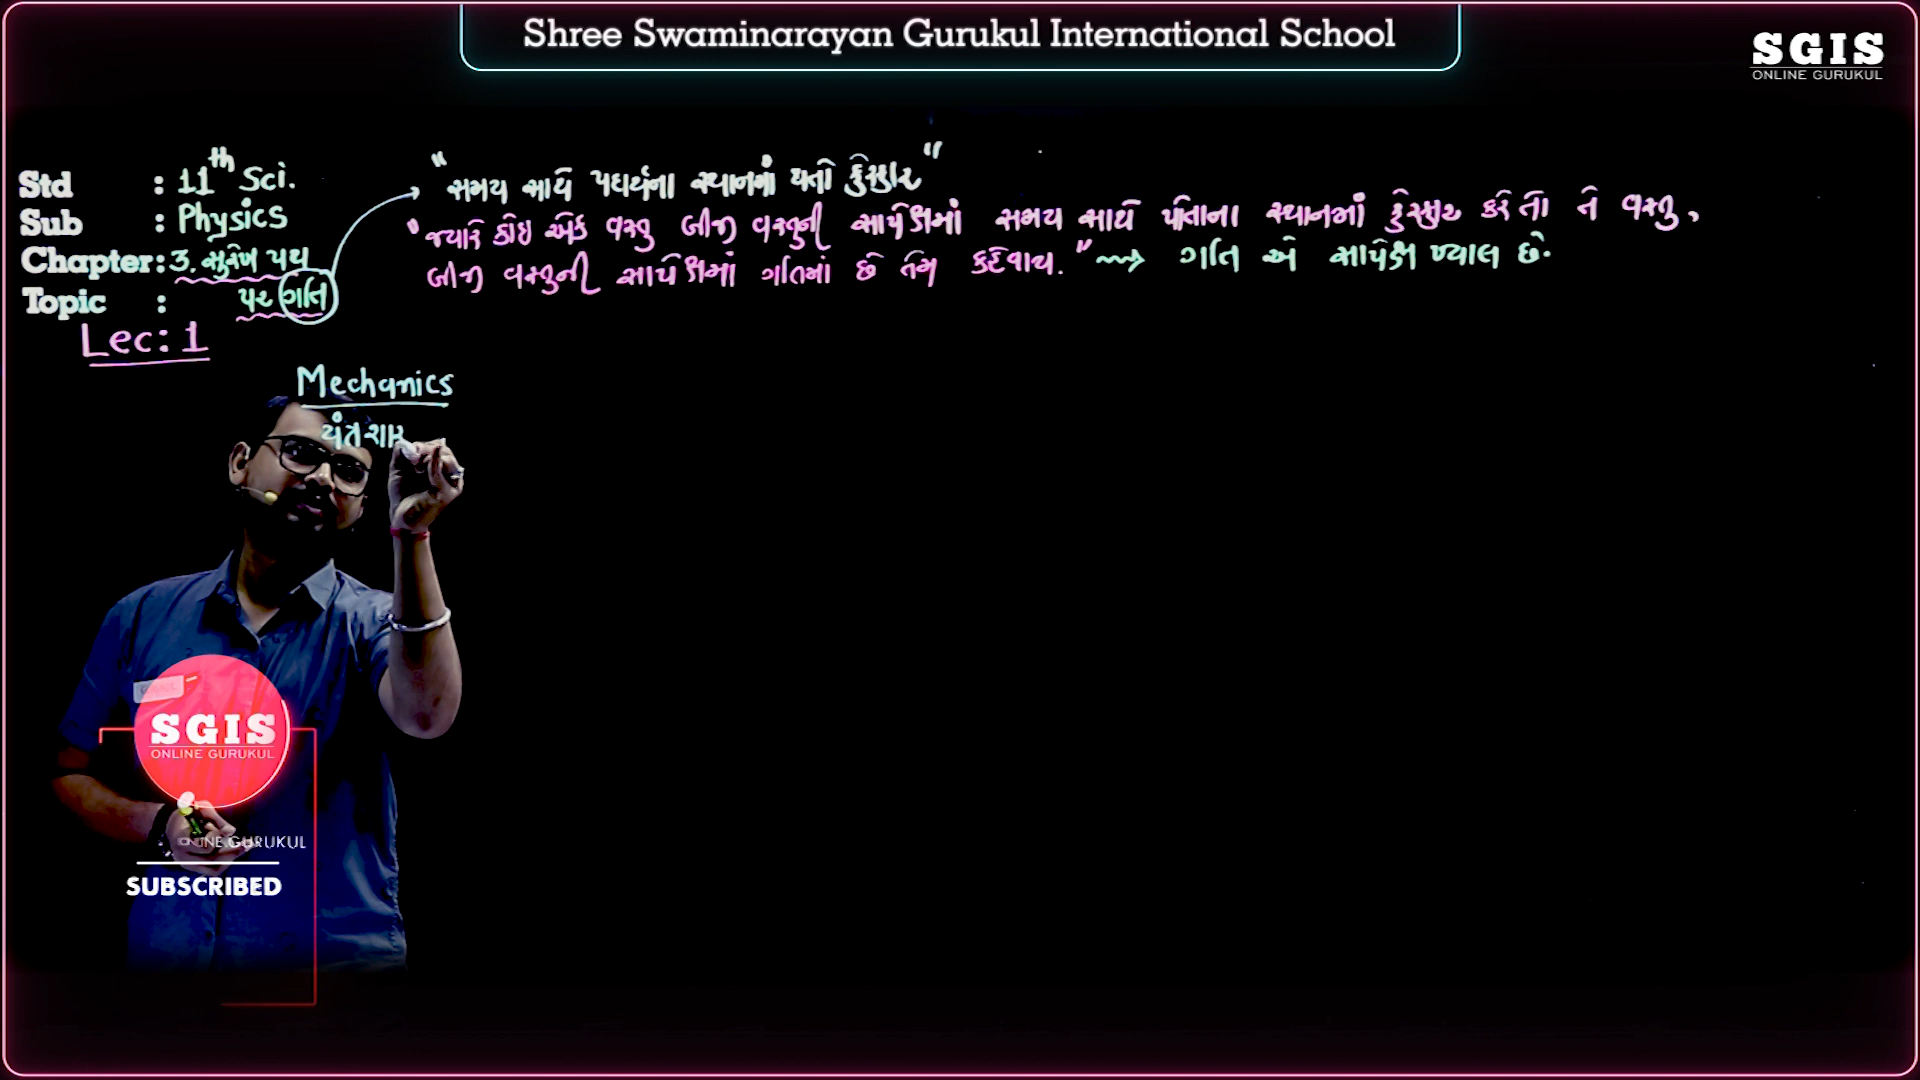 Shree Swaminarayan Gurukul International School
SGIS
ONLINE GURUKUL
Std : 11th Sci.
Sub : Physics
Chapter: 3. સુરેખ પથ
Topic : પર ગતિ
Lec: 1
"સમય સાથે પદાર્થના સ્થાનમાં થતો ફેરફાર"
"જ્યારે કોઇ એક વસ્તુ બીજી વસ્તુની સાપેક્ષમાં સમય સાથે પોતાના સ્થાનમાં ફેરફાર કરે તો તે વસ્તુ,
બીજી વસ્તુની સાપેક્ષમાં ગતિમાં છે તેમ કહેવાય." ⟿ ગતિ એ સાપેક્ષ ખ્યાલ છે.
Mechanics
યંત્રશા
SGIS
ONLINE GURUKUL
ONLINE GURUKUL
SUBSCRIBED